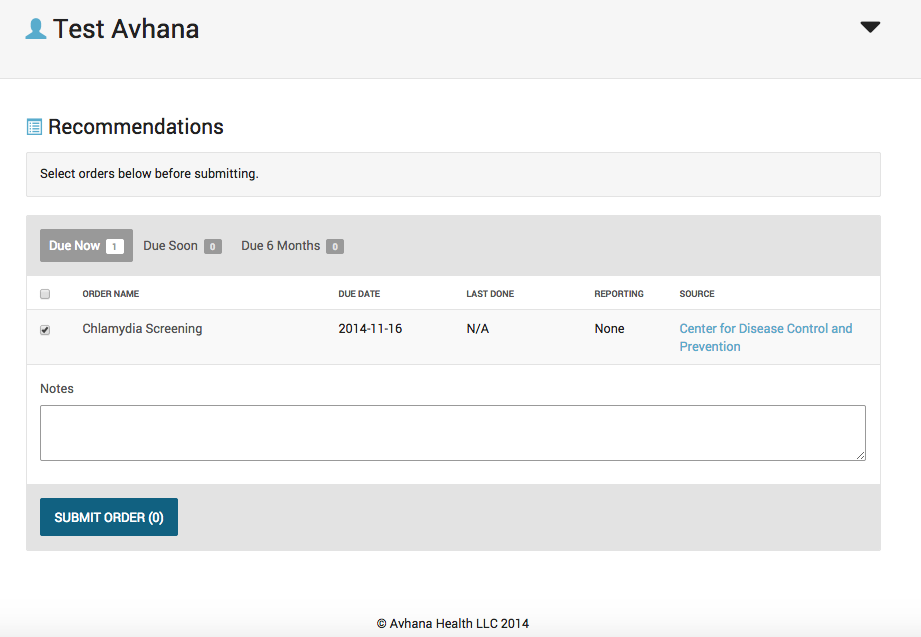 Test Avhana
Recommendations
Select orders below before submitting.
Due Now 1 Due Soon 0 Due 6 Months 0
ORDER NAME DUE DATE LAST DONE REPORTING SOURCE
Chlamydia Screening 2014-11-16 N/A None Center for Disease Control and
Prevention
Notes
SUBMIT ORDER (0)
© Avhana Health LLC 2014